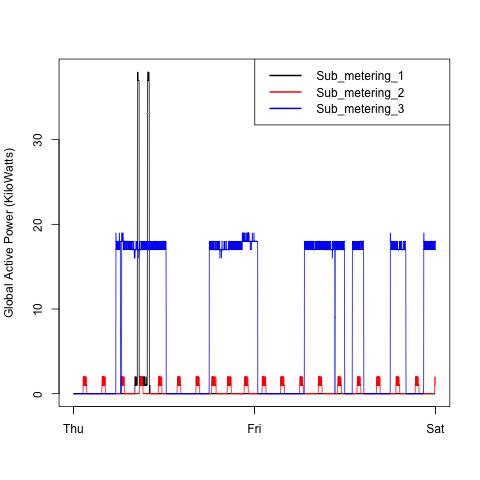 Sub_metering_1
Sub_metering_2
Sub_metering_3
Global Active Power (KiloWatts)
30
20
10
0
Thu Fri Sat